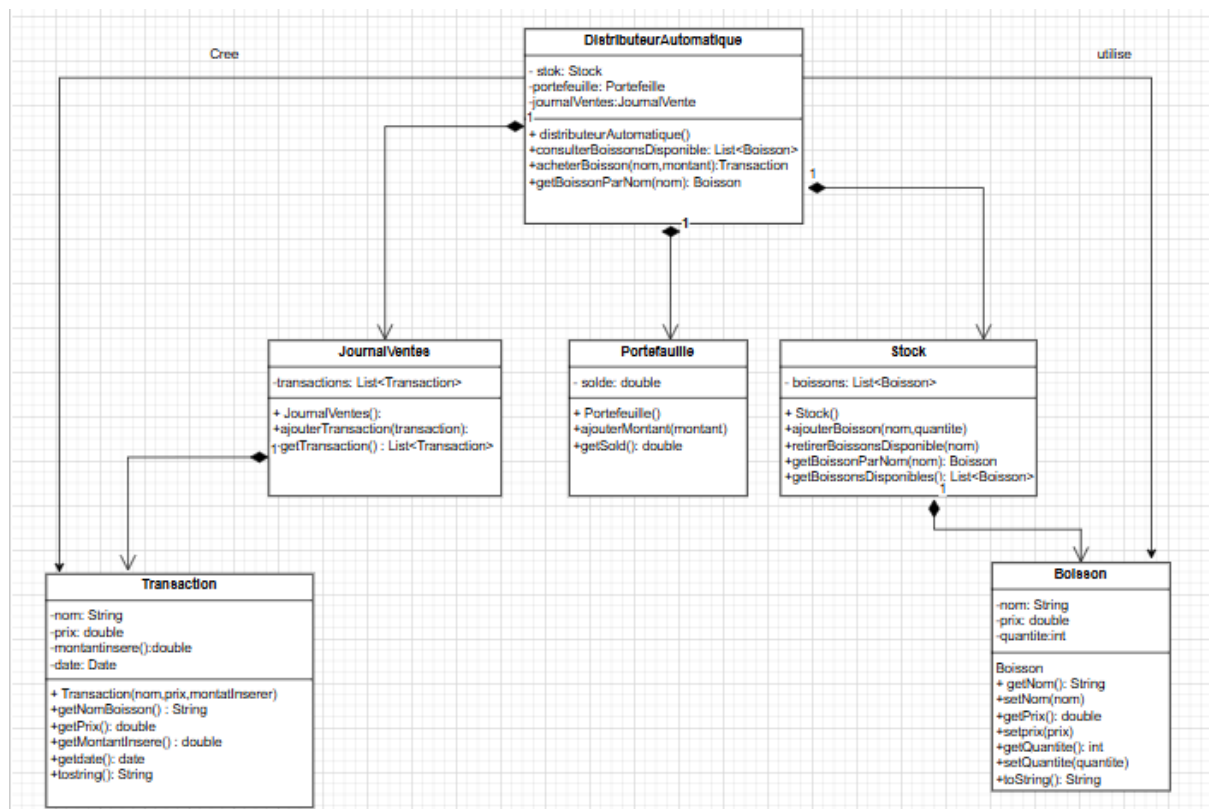 Cree
utilise
DistributeurAutomatique
- stok: Stock
-portefeuille: Portefeille
-journalVentes:JournalVente
1
+ distributeurAutomatique()
+consulterBoissonsDisponible: List<Boisson>
+acheterBoisson(nom,montant):Transaction
+getBoissonParNom(nom): Boisson
1
1
JournalVentes
-transactions: List<Transaction>
+ JournalVentes():
+ajouterTransaction(transaction):
-getTransaction() : List<Transaction>
1
Portefauille
- solde: double
+ Portefeuille()
+ajouterMontant(montant)
+getSold(): double
Stock
- boissons: List<Boisson>
+ Stock()
+ajouterBoisson(nom,quantite)
+retirerBoissonsDisponible(nom)
+getBoissonParNom(nom): Boisson
+getBoissonsDisponibles(): List<Boisson>
1
Transaction
-nom: String
-prix: double
-montantinsere():double
-date: Date
+ Transaction(nom,prix,montatInserer)
+getNomBoisson() : String
+getPrix(): double
+getMontantInsere() : double
+getdate(): date
+tostring(): String
Boisson
-nom: String
-prix: double
-quantite:int
Boisson
+ getNom(): String
+setNom(nom)
+getPrix(): double
+setprix(prix)
+getQuantite(): int
+setQuantite(quantite)
+toString(): String